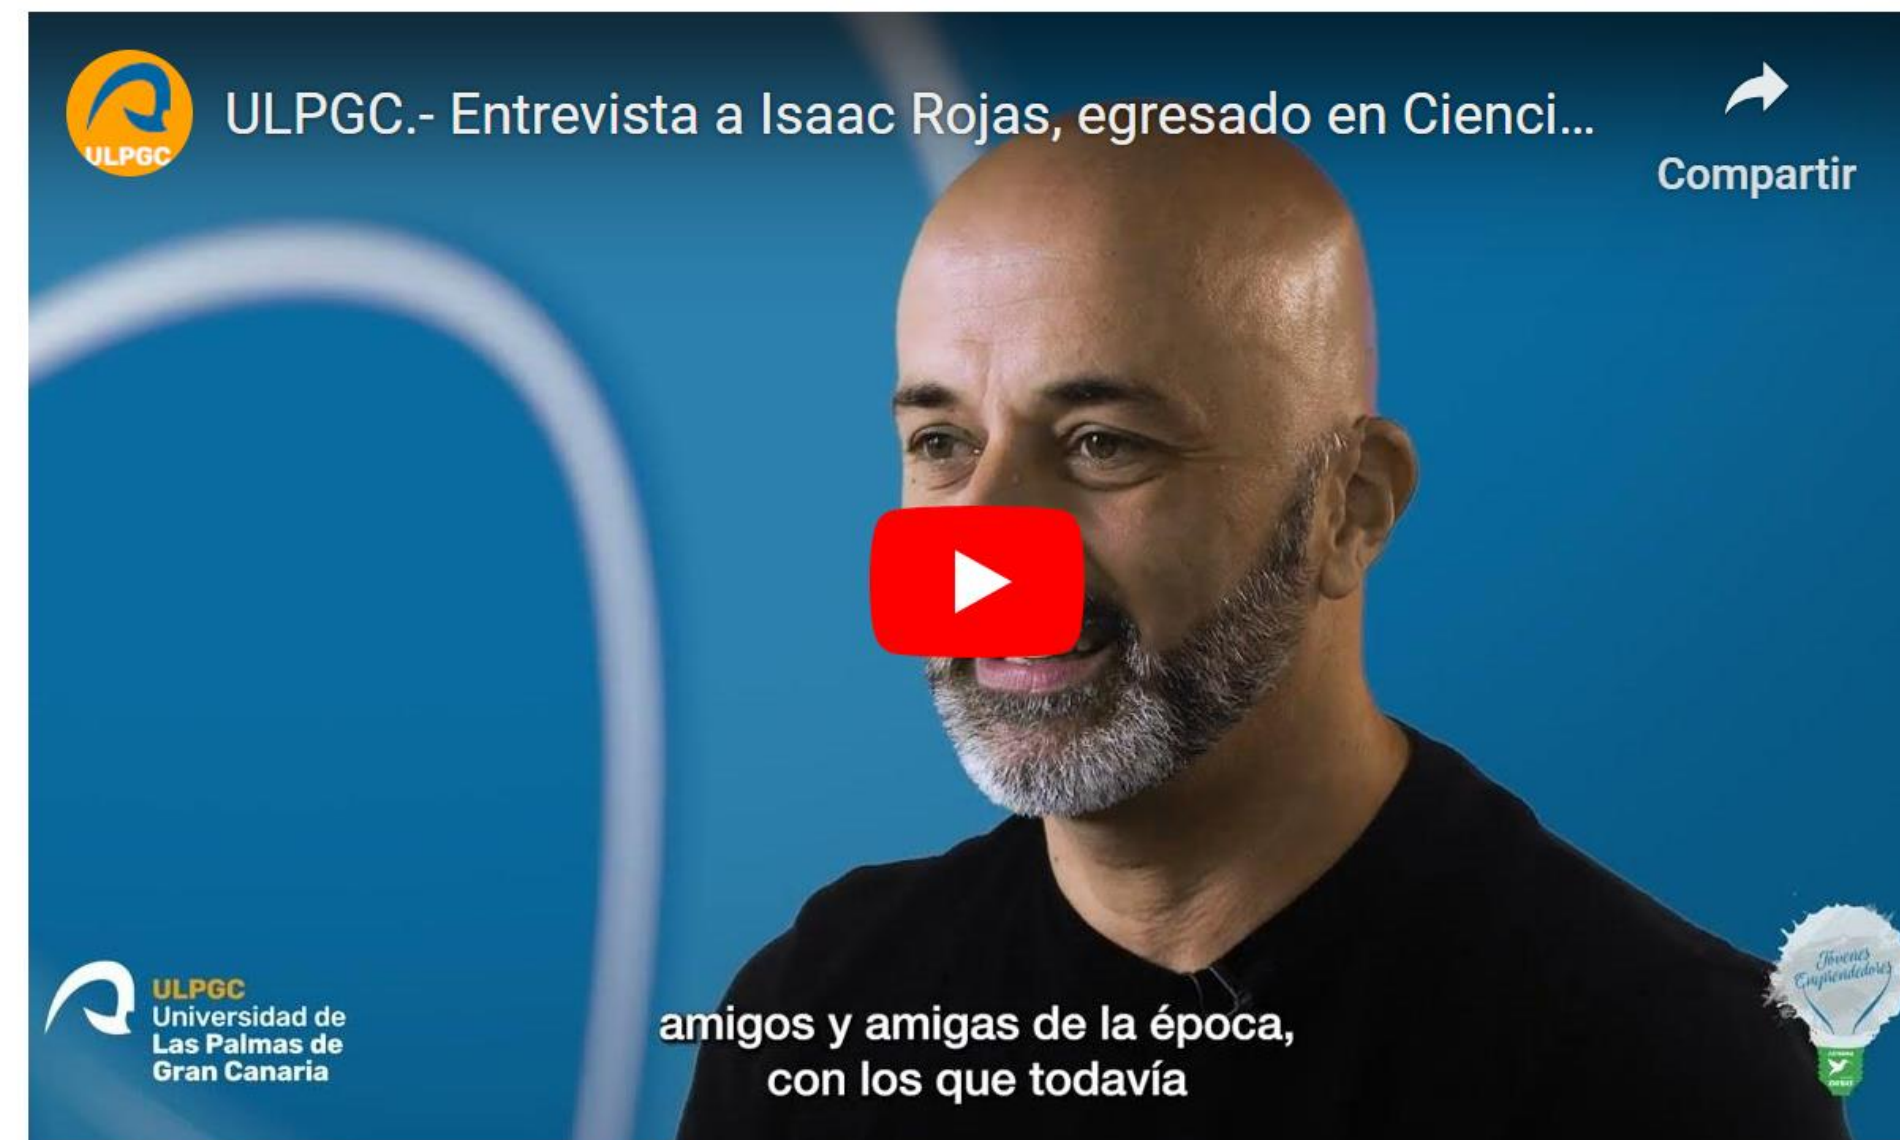 ULPGC
ULPGC.- Entrevista a Isaac Rojas, egresado en Cienci...
Compartir
ULPGC
Universidad de
Las Palmas de
Gran Canaria
amigos y amigas de la época,
con los que todavía
Jóvenes
Emprendedores